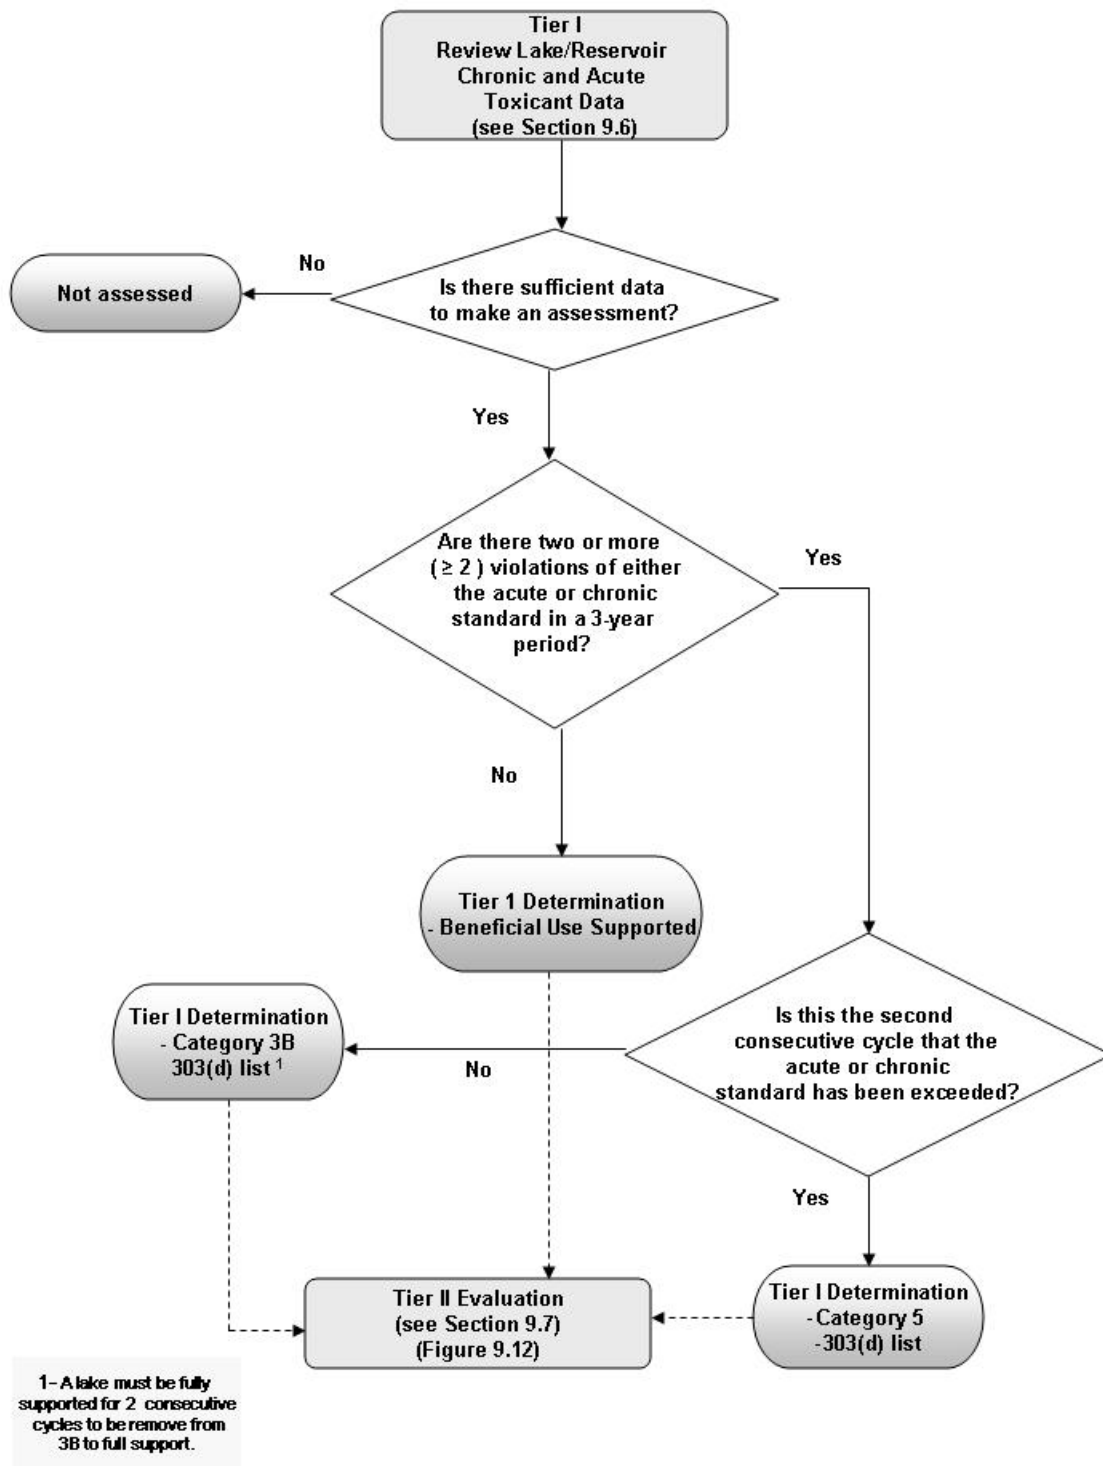 Tier I
Review Lake/Reservoir
Chronic and Acute
Toxicant Data
(see Section 9.6)
No
Not assessed
Is there sufficient data
to make an assessment?
Yes
Are there two or more
( ≥ 2 ) violations of either
the acute or chronic
standard in a 3-year
period?
Yes
No
Tier 1 Determination
- Beneficial Use Supported
Tier I Determination
- Category 3B
303(d) list 1
No
Is this the second
consecutive cycle that the
acute or chronic
standard has been exceeded?
Yes
Tier II Evaluation
(see Section 9.7)
(Figure 9.12)
Tier I Determination
-Category 5
-303(d) list
1- A lake must be fully
supported for 2 consecutive
cycles to be remove from
3B to full support.